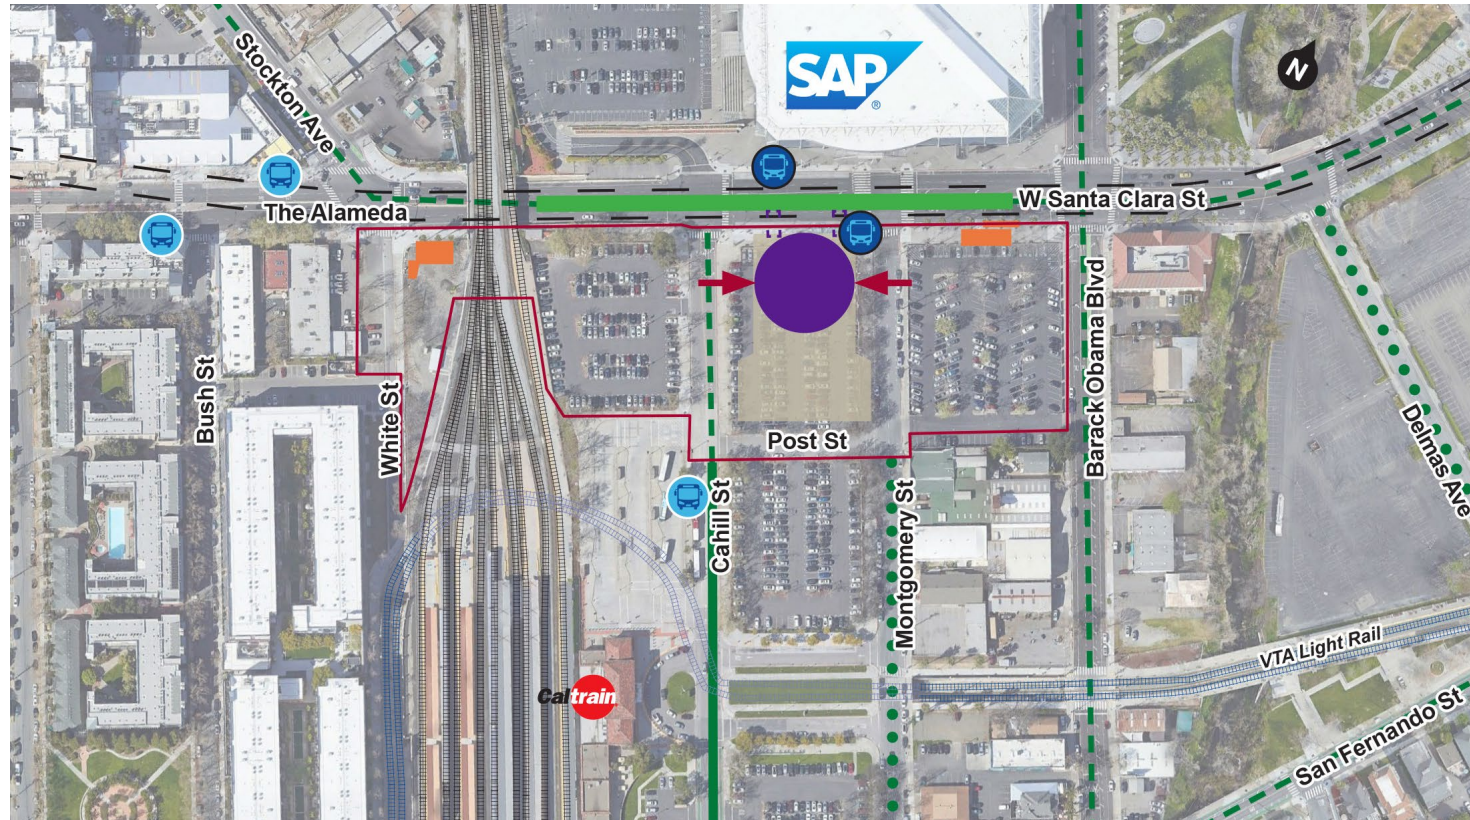 Stockton Ave
SAP
®
N
The Alameda
W Santa Clara St
Bush St
White St
Post St
Cahill St
Montgomery St
Barack Obama Blvd
Delmas Ave
Caltrain
VTA Light Rail
San Fernando St